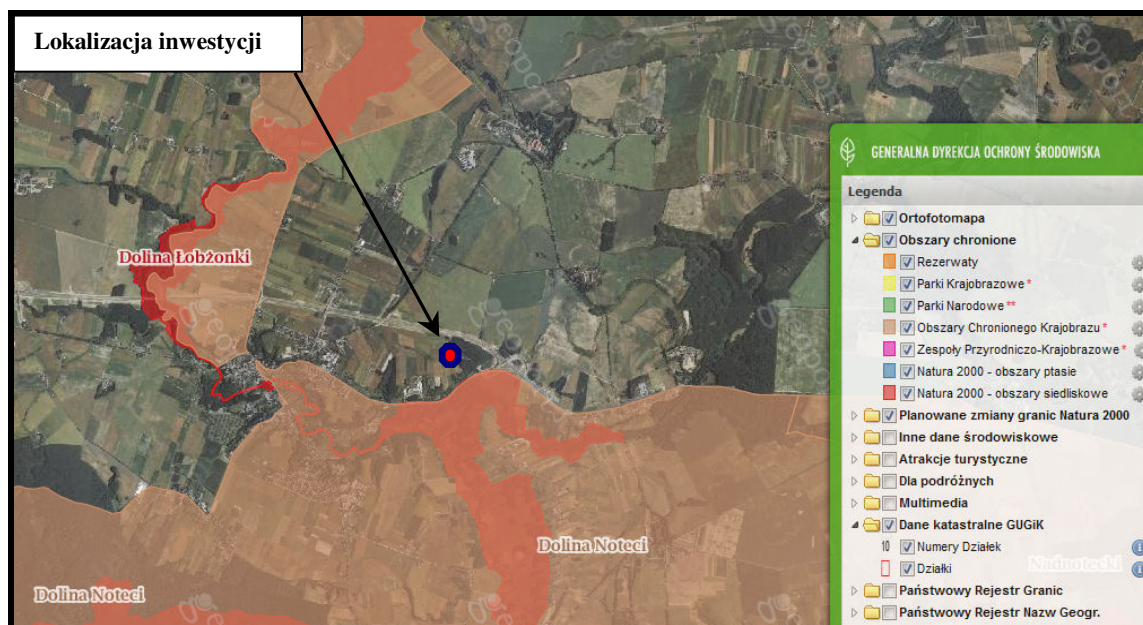 Lokalizacja inwestycji
GENERALNA DYREKCJA OCHRONY ŚRODOWISKA
Legenda
Ortofotomapa
Obszary chronione
Rezerwaty
Parki Krajobrazowe *
Parki Narodowe **
Obszary Chronionego Krajobrazu *
Zespoły Przyrodniczo-Krajobrazowe *
Natura 2000 - obszary ptasie
Natura 2000 - obszary siedliskowe
Planowane zmiany granic Natura 2000
Inne dane środowiskowe
Atrakcje turystyczne
Dla podróżnych
Multimedia
Dane katastralne GUGiK
10 Numery Działek
Działki
Państwowy Rejestr Granic
Państwowy Rejestr Nazw Geogr.
Dolina Łobżonki
Dolina Noteci
Nadnotecki
Dolina Noteci